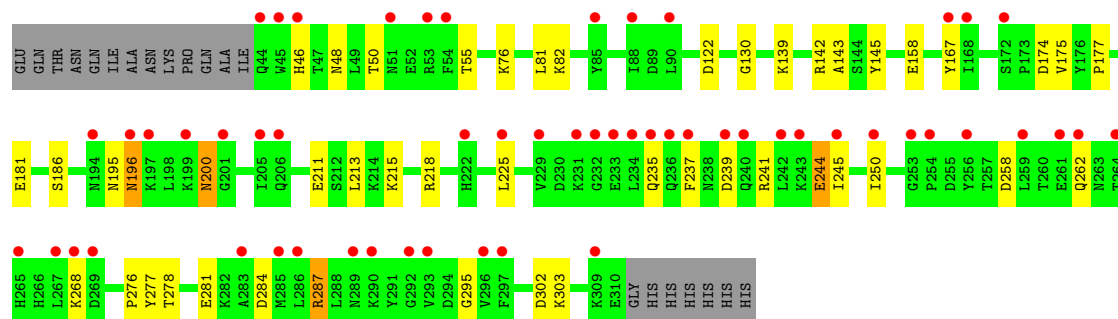 GLU GLN THR ASN GLN ILE ALA ASN LYS PRO GLN ALA ILE Q44 W45 H46 T47 N48 L49 T50 N51 E52 R53 F54 T55 K76 L81 K82 Y85 I88 D89 L90 D122 G130 K139 R142 A143 S144 Y145 E158 Y167 I168 S172 P173 D174 V175 Y176 P177
E181 S186 N194 N195 N196 K197 L198 K199 N200 G201 I205 Q206 E211 S212 L213 K214 K215 R218 H222 L225 V229 D230 K231 G232 E233 L234 Q235 Q236 F237 N238 D239 Q240 R241 L242 K243 E244 I245 I250 G253 P254 D255 Y256 T257 D258 L259 T260 E261 Q262 N263 T264
H265 H266 L267 K268 D269 P276 Y277 T278 E281 K282 A283 D284 M285 L286 R287 L288 N289 K290 Y291 G292 V293 D294 G295 V296 F297 D302 K303 K309 E310 GLY HIS HIS HIS HIS HIS HIS